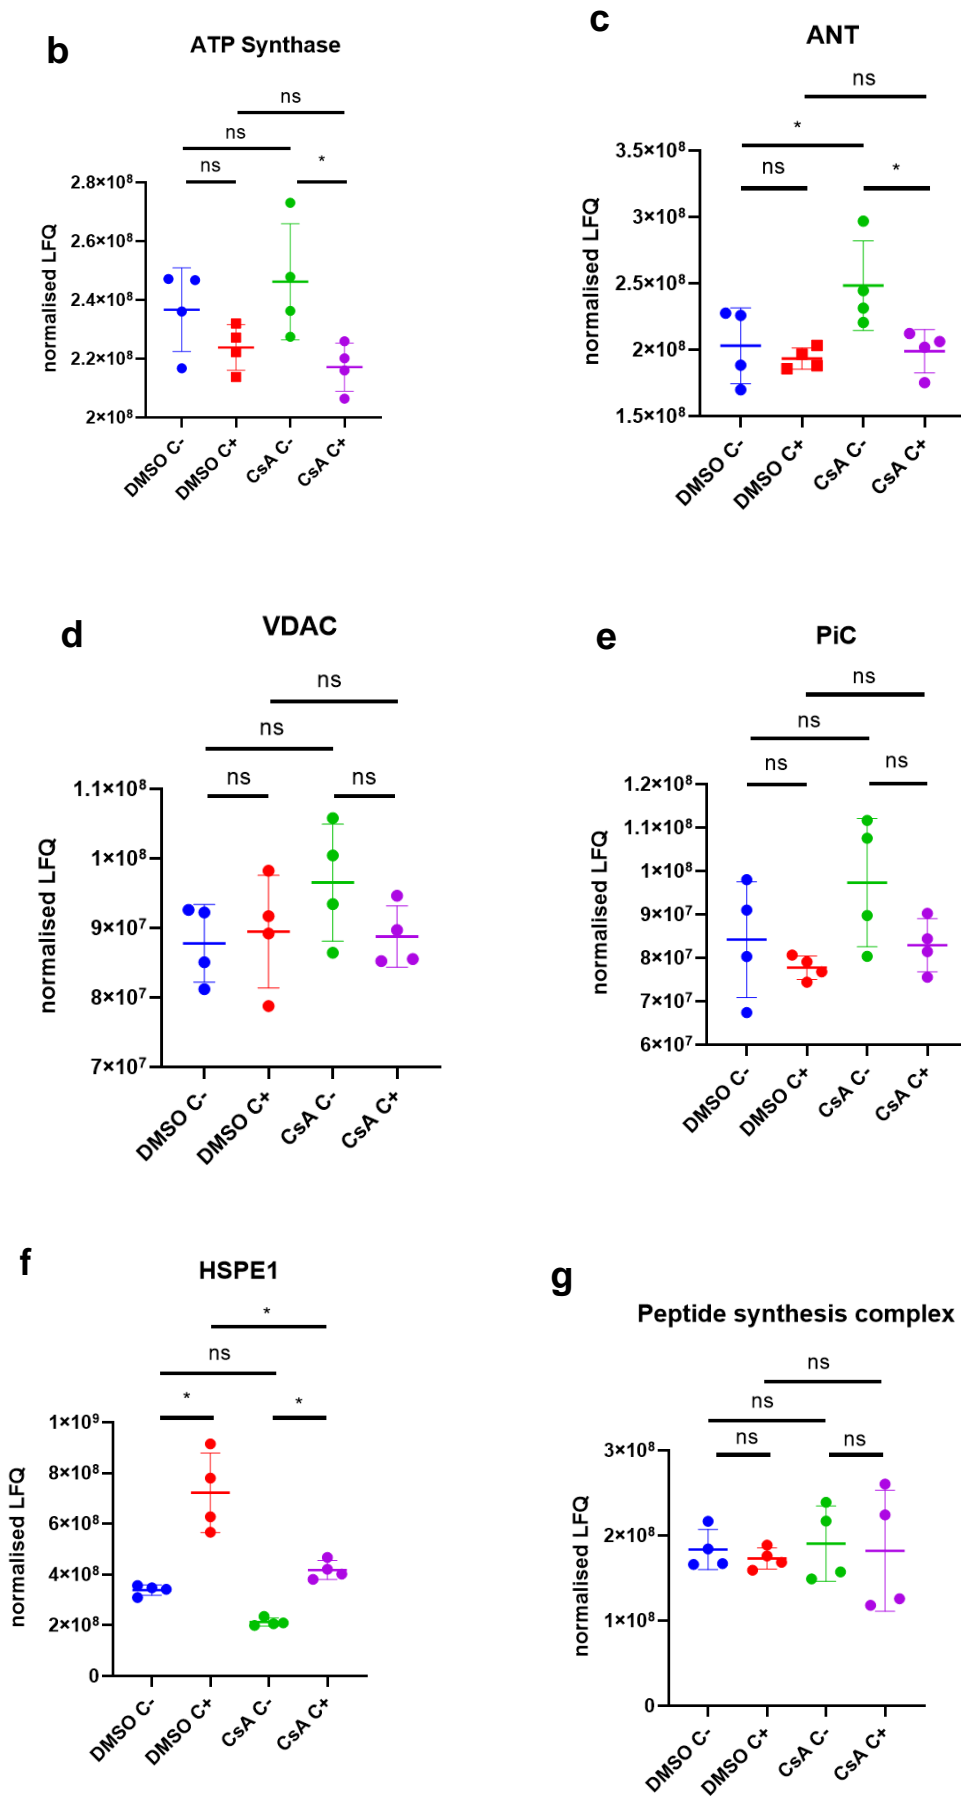 b
ATP Synthase
ns
ns
ns
*
2.8×10⁸
2.6×10⁸
2.4×10⁸
2.2×10⁸
2×10⁸
normalised LFQ
DMSO C-
DMSO C+
CsA C-
CsA C+
c
ANT
ns
*
ns
*
3.5×10⁸
3×10⁸
2.5×10⁸
2×10⁸
1.5×10⁸
normalised LFQ
DMSO C-
DMSO C+
CsA C-
CsA C+
d
VDAC
ns
ns
ns
ns
1.1×10⁸
1×10⁸
9×10⁷
8×10⁷
7×10⁷
normalised LFQ
DMSO C-
DMSO C+
CsA C-
CsA C+
e
PiC
ns
ns
ns
ns
1.2×10⁸
1.1×10⁸
1×10⁸
9×10⁷
8×10⁷
7×10⁷
6×10⁷
normalised LFQ
DMSO C-
DMSO C+
CsA C-
CsA C+
f
HSPE1
*
ns
*
*
1×10⁹
8×10⁸
6×10⁸
4×10⁸
2×10⁸
0
normalised LFQ
DMSO C-
DMSO C+
CsA C-
CsA C+
g
Peptide synthesis complex
ns
ns
ns
ns
3×10⁸
2×10⁸
1×10⁸
0
normalised LFQ
DMSO C-
DMSO C+
CsA C-
CsA C+